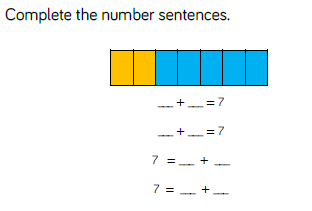 Complete the number sentences.
__ + __ = 7
__ + __ = 7
7 = __ + __
7 = __ + __